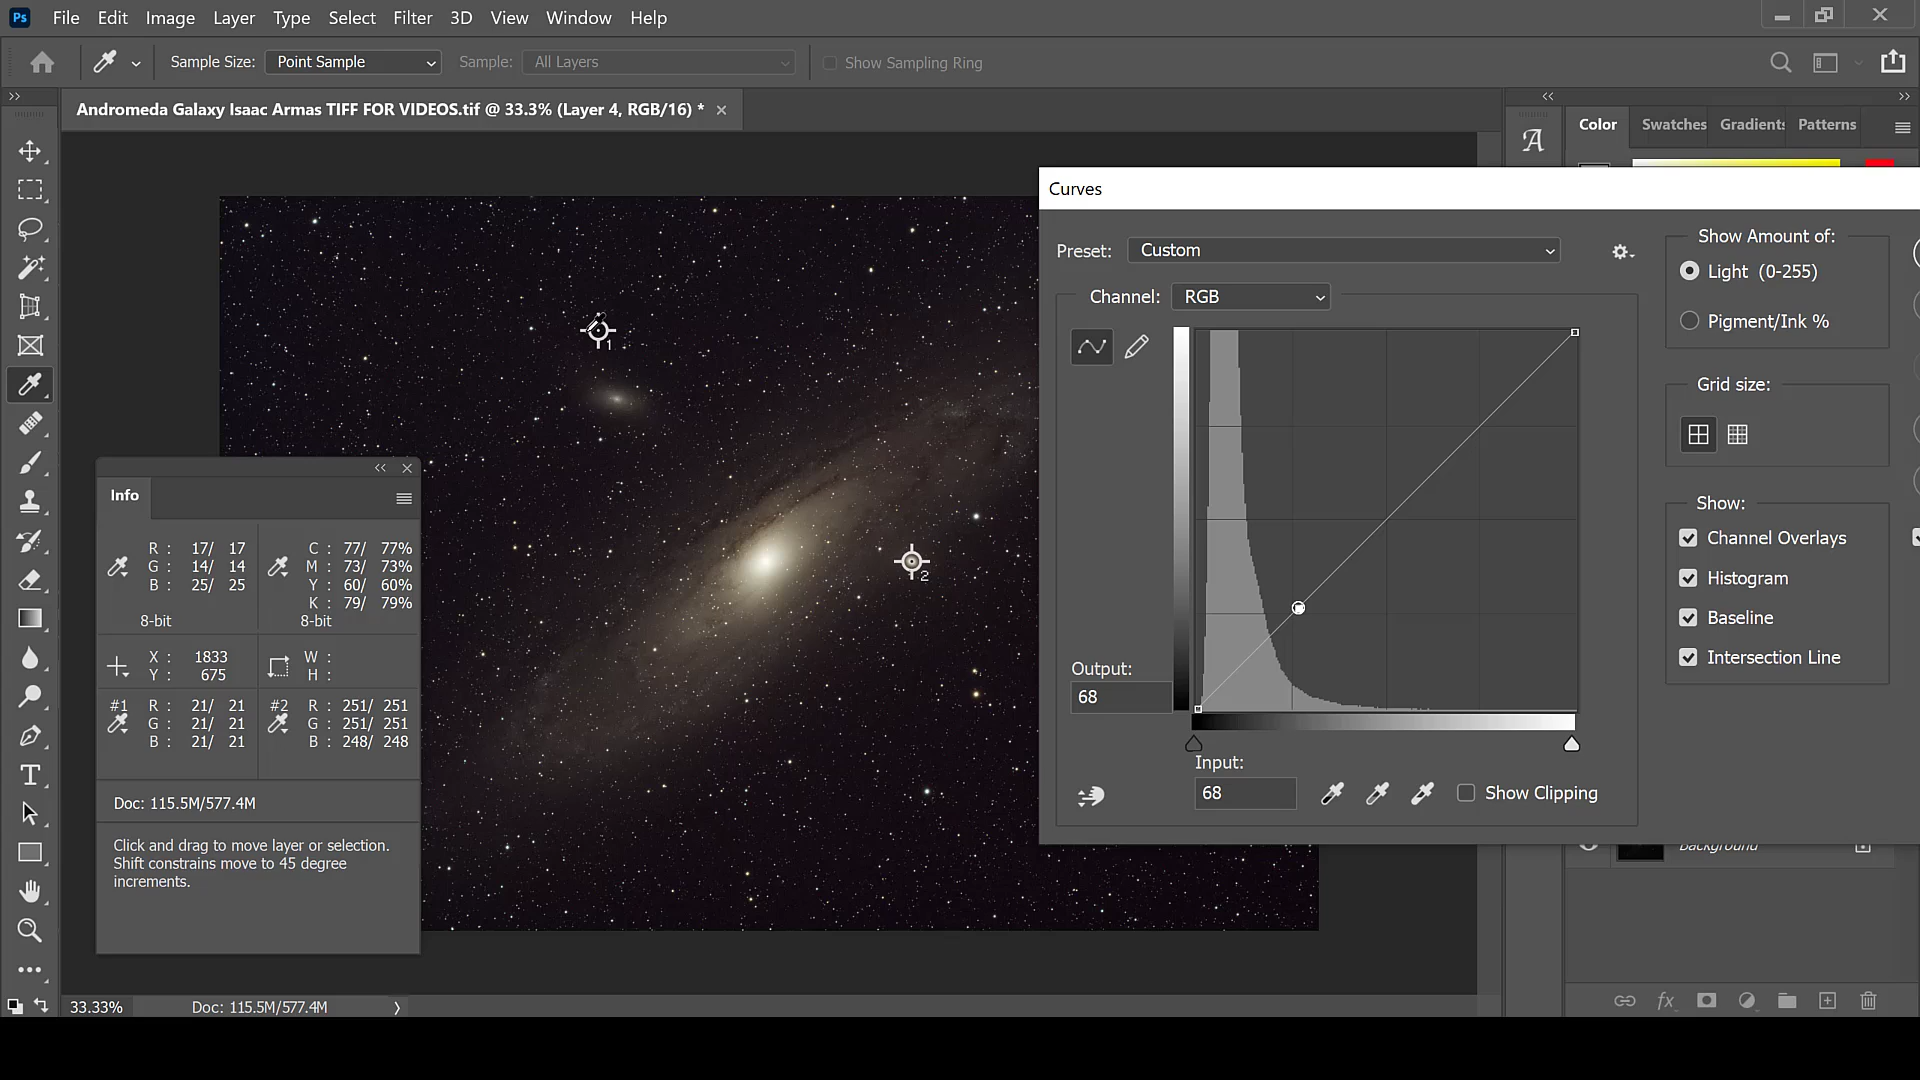 Ps File Edit Image Layer Type Select Filter 3D View Window Help
Sample Size: Point Sample Sample: All Layers Show Sampling Ring
Andromeda Galaxy Isaac Armas TIFF FOR VIDEOS.tif @ 33.3% (Layer 4, RGB/16) * ×
Color Swatches Gradients Patterns
Curves
Preset: Custom
Channel: RGB
Show Amount of:
Light (0-255)
Pigment/Ink %
Grid size:
Show:
Channel Overlays
Histogram
Baseline
Intersection Line
Output:
68
Input:
68
Show Clipping
1
2
Info
R : 17/ 17
G : 14/ 14
B : 25/ 25
8-bit
C : 77/ 77%
M : 73/ 73%
Y : 60/ 60%
K : 79/ 79%
8-bit
X : 1833
Y : 675
W :
H :
#1 R : 21/ 21
G : 21/ 21
B : 21/ 21
#2 R : 251/ 251
G : 251/ 251
B : 248/ 248
Doc: 115.5M/577.4M
Click and drag to move layer or selection.
Shift constrains move to 45 degree
increments.
Background
33.33% Doc: 115.5M/577.4M